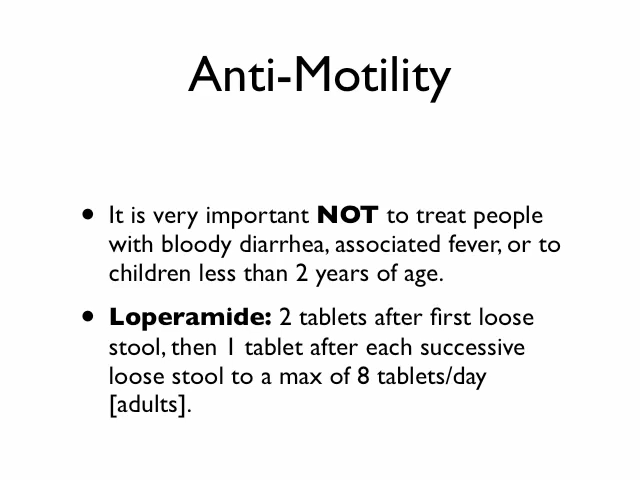 Anti-Motility
• It is very important NOT to treat people
with bloody diarrhea, associated fever, or to
children less than 2 years of age.
• Loperamide: 2 tablets after first loose
stool, then 1 tablet after each successive
loose stool to a max of 8 tablets/day
[adults].